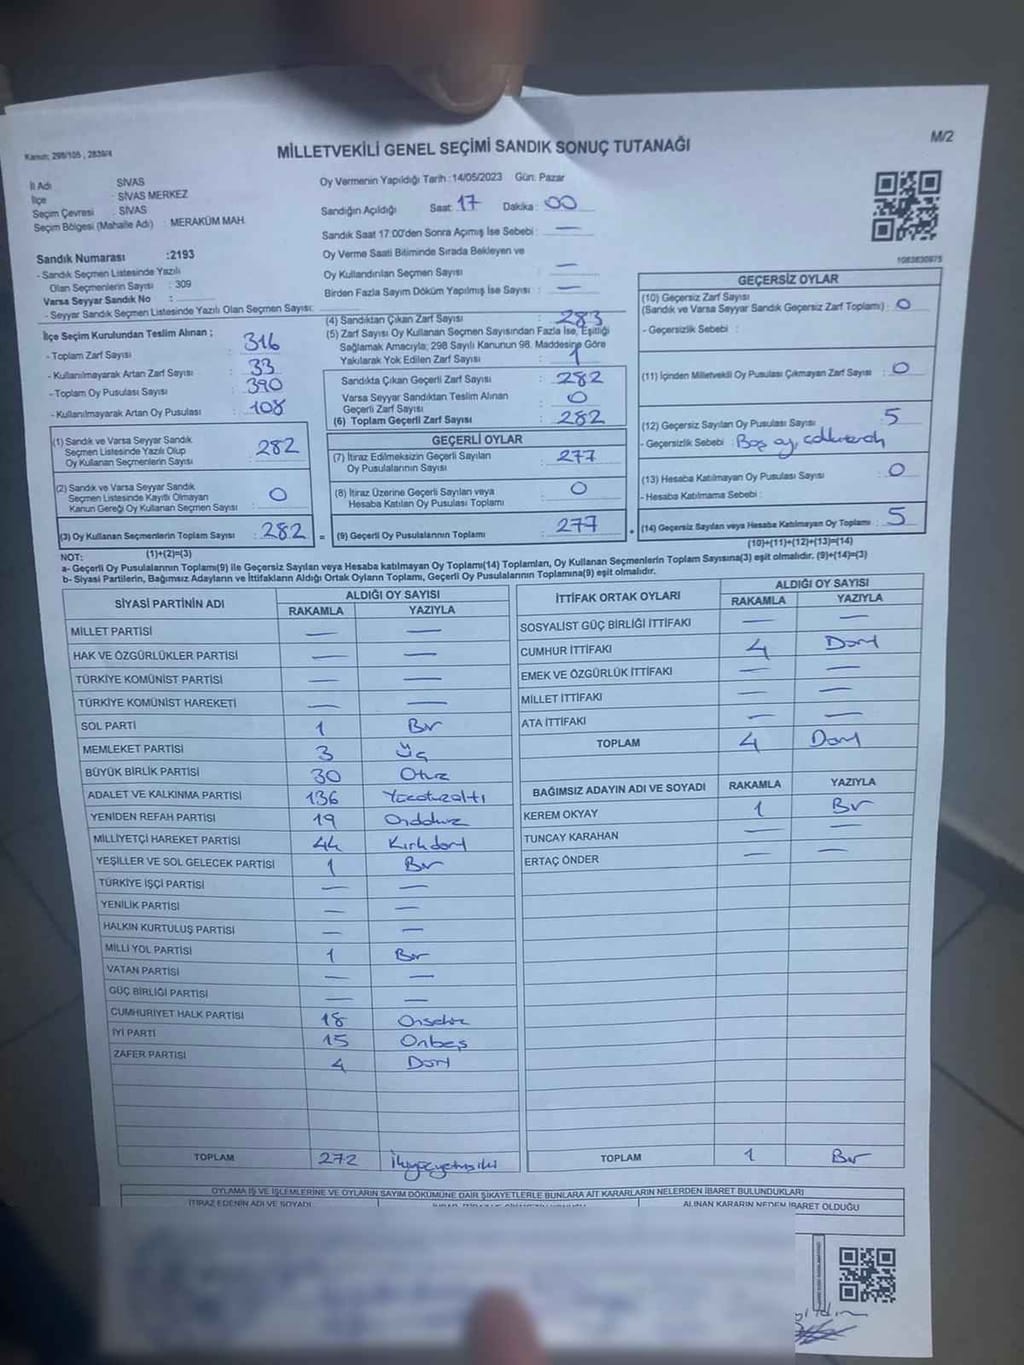 Kanun: 298/105 , 2839/4
MİLLETVEKİLİ GENEL SEÇİMİ SANDIK SONUÇ TUTANAĞI
M/2
İl Adı : SİVAS
İlçe : SİVAS MERKEZ
Seçim Çevresi : SİVAS
Seçim Bölgesi (Mahalle Adı) : MERAKÜM MAH.
Oy Vermenin Yapıldığı Tarih : 14/05/2023 Gün: Pazar
Sandığın Açıldığı Saat: 17 Dakika : 00
Sandık Saat 17:00'den Sonra Açımış İse Sebebi : —
Oy Verme Saati Bitiminde Sırada Bekleyen ve
Oy Kullandırılan Seçmen Sayısı : —
Birden Fazla Sayım Döküm Yapılmış İse Sayısı : —
1083830975
Sandık Numarası :2193
- Sandık Seçmen Listesinde Yazılı
Olan Seçmenlerin Sayısı : 309
Varsa Seyyar Sandık No :
- Seyyar Sandık Seçmen Listesinde Yazılı Olan Seçmen Sayısı:
İlçe Seçim Kurulundan Teslim Alınan ;
- Toplam Zarf Sayısı : 316
- Kullanılmayarak Artan Zarf Sayısı : 33
- Toplam Oy Pusulası Sayısı : 390
- Kullanılmayarak Artan Oy Pusulası : 108
(1) Sandık ve Varsa Seyyar Sandık
Seçmen Listesinde Yazılı Olup
Oy Kullanan Seçmenlerin Sayısı : 282
(2) Sandık ve Varsa Seyyar Sandık
Seçmen Listesinde Kayıtlı Olmayan
Kanun Gereği Oy Kullanan Seçmen Sayısı : 0
(3) Oy Kullanan Seçmenlerin Toplam Sayısı : 282
(4) Sandıktan Çıkan Zarf Sayısı : 283
(5) Zarf Sayısı Oy Kullanan Seçmen Sayısından Fazla İse, Eşitliği
Sağlamak Amacıyla; 298 Sayılı Kanunun 98. Maddesine Göre
Yakılarak Yok Edilen Zarf Sayısı : 1
Sandıkta Çıkan Geçerli Zarf Sayısı : 282
Varsa Seyyar Sandıktan Teslim Alınan
Geçerli Zarf Sayısı : 0
(6) Toplam Geçerli Zarf Sayısı : 282
GEÇERLİ OYLAR
(7) İtiraz Edilmeksizin Geçerli Sayılan
Oy Pusulalarının Sayısı : 277
(8) İtiraz Üzerine Geçerli Sayılan veya
Hesaba Katılan Oy Pusulası Toplamı : 0
= (9) Geçerli Oy Pusulalarının Toplamı : 277
GEÇERSİZ OYLAR
(10) Geçersiz Zarf Sayısı
(Sandık ve Varsa Seyyar Sandık Geçersiz Zarf Toplamı) : 0
- Geçersizlik Sebebi :
(11) İçinden Milletvekili Oy Pusulası Çıkmayan Zarf Sayısı : 0
(12) Geçersiz Sayılan Oy Pusulası Sayısı : 5
- Geçersizlik Sebebi : Boş oy,
(13) Hesaba Katılmayan Oy Pusulası Sayısı : 0
- Hesaba Katılmama Sebebi :
+ (14) Geçersiz Sayılan veya Hesaba Katılmayan Oy Toplamı : 5
NOT: (1)+(2)=(3)
(10)+(11)+(12)+(13)=(14)
a- Geçerli Oy Pusulalarının Toplamı(9) ile Geçersiz Sayılan veya Hesaba katılmayan Oy Toplamı(14) Toplamları, Oy Kullanan Seçmenlerin Toplam Sayısına(3) eşit olmalıdır. (9)+(14)=(3)
b- Siyasi Partilerin, Bağımsız Adayların ve İttifakların Aldığı Ortak Oyların Toplamı, Geçerli Oy Pusulalarının Toplamına(9) eşit olmalıdır.
SİYASİ PARTİNİN ADI
ALDIĞI OY SAYISI
RAKAMLA YAZIYLA
MİLLET PARTİSİ — —
HAK VE ÖZGÜRLÜKLER PARTİSİ — —
TÜRKİYE KOMÜNİST PARTİSİ — —
TÜRKİYE KOMÜNİST HAREKETİ — —
SOL PARTİ 1 Bir
MEMLEKET PARTİSİ 3 Üç
BÜYÜK BİRLİK PARTİSİ 30 Otuz
ADALET VE KALKINMA PARTİSİ 136 Yüzotuzaltı
YENİDEN REFAH PARTİSİ 19 Ondokuz
MİLLİYETÇİ HAREKET PARTİSİ 44 Kırkdört
YEŞİLLER VE SOL GELECEK PARTİSİ 1 Bir
TÜRKİYE İŞÇİ PARTİSİ — —
YENİLİK PARTİSİ — —
HALKIN KURTULUŞ PARTİSİ — —
MİLLİ YOL PARTİSİ 1 Bir
VATAN PARTİSİ — —
GÜÇ BİRLİĞİ PARTİSİ — —
CUMHURİYET HALK PARTİSİ 18 Onsekiz
İYİ PARTİ 15 Onbeş
ZAFER PARTİSİ 4 Dört
TOPLAM 272 İkiyüzyetmişiki
İTTİFAK ORTAK OYLARI
ALDIĞI OY SAYISI
RAKAMLA YAZIYLA
SOSYALİST GÜÇ BİRLİĞİ İTTİFAKI — —
CUMHUR İTTİFAKI 4 Dört
EMEK VE ÖZGÜRLÜK İTTİFAKI — —
MİLLET İTTİFAKI — —
ATA İTTİFAKI — —
TOPLAM 4 Dört
BAĞIMSIZ ADAYIN ADI VE SOYADI RAKAMLA YAZIYLA
KEREM OKYAY 1 Bir
TUNCAY KARAHAN — —
ERTAÇ ÖNDER — —
TOPLAM 1 Bir
OYLAMA İŞ VE İŞLEMLERİNE VE OYLARIN SAYIM DÖKÜMÜNE DAİR ŞİKAYETLERLE BUNLARA AİT KARARLARIN NELERDEN İBARET BULUNDUKLARI
İTİRAZ EDENİN ADI VE SOYADI
ALINAN KARARIN NEDEN İBARET OLDUĞU